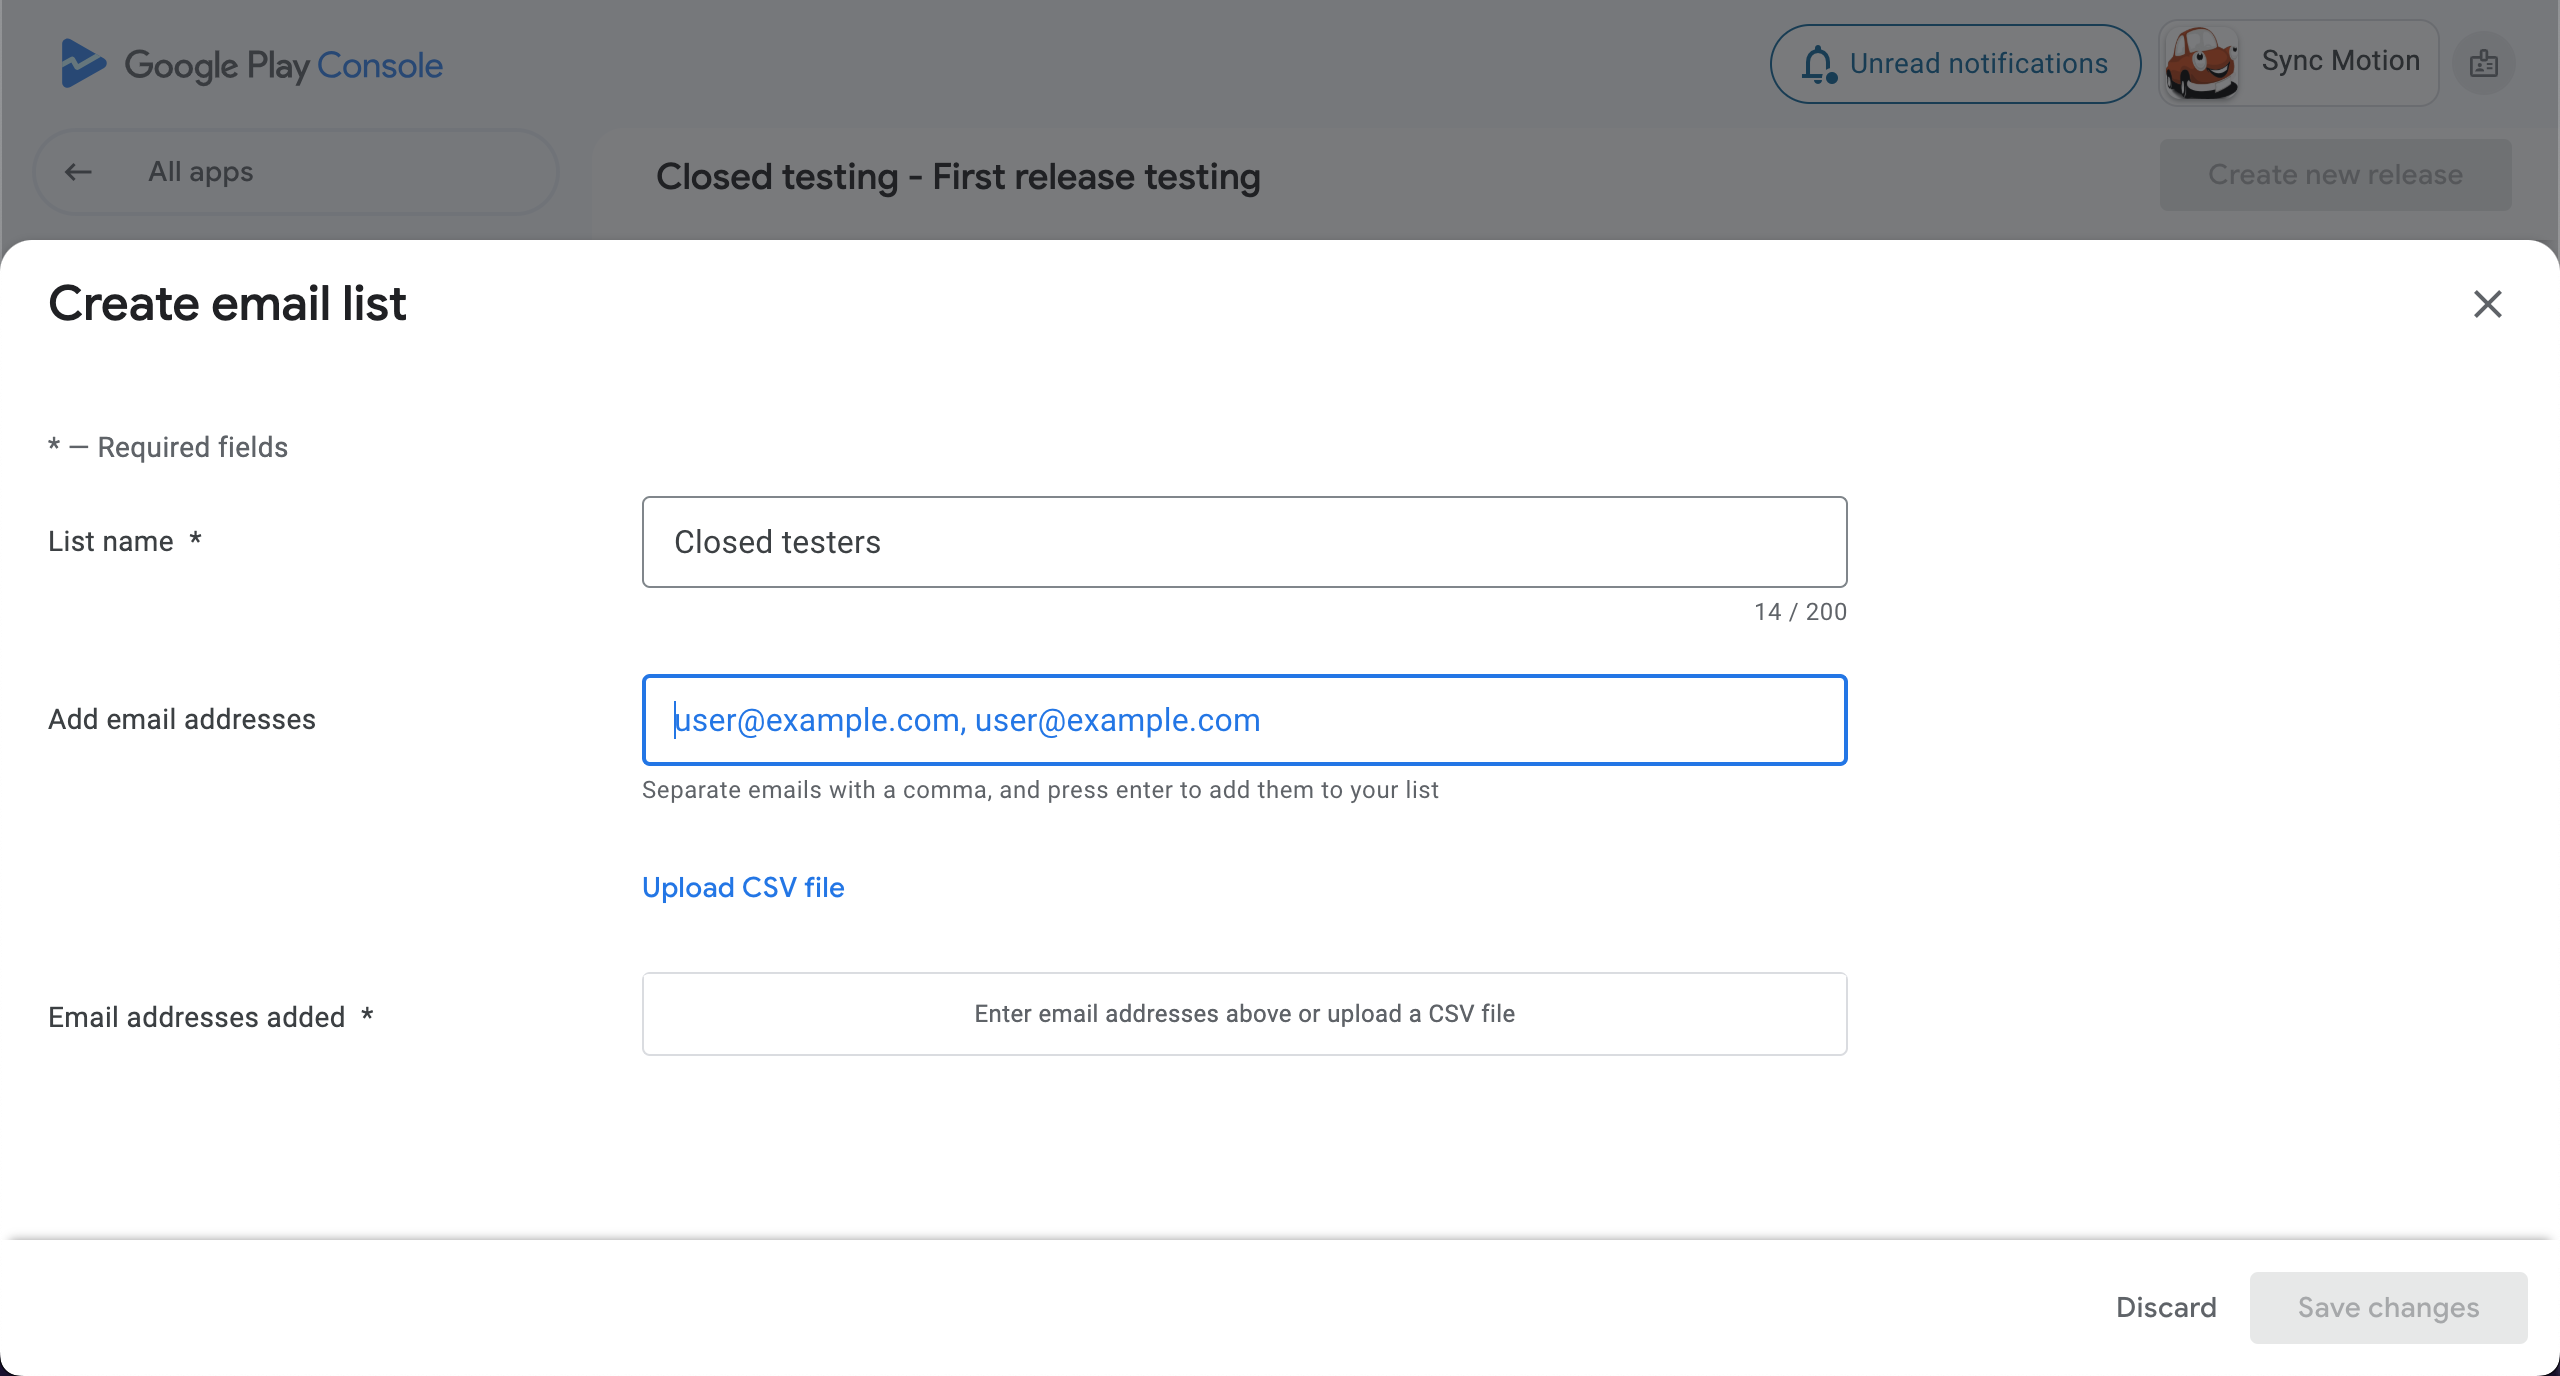 Google Play Console
Unread notifications
Sync Motion
All apps
Closed testing - First release testing
Create new release
Create email list
* — Required fields
List name *
Closed testers
14 / 200
Add email addresses
user@example.com, user@example.com
Separate emails with a comma, and press enter to add them to your list
Upload CSV file
Email addresses added *
Enter email addresses above or upload a CSV file
Discard
Save changes